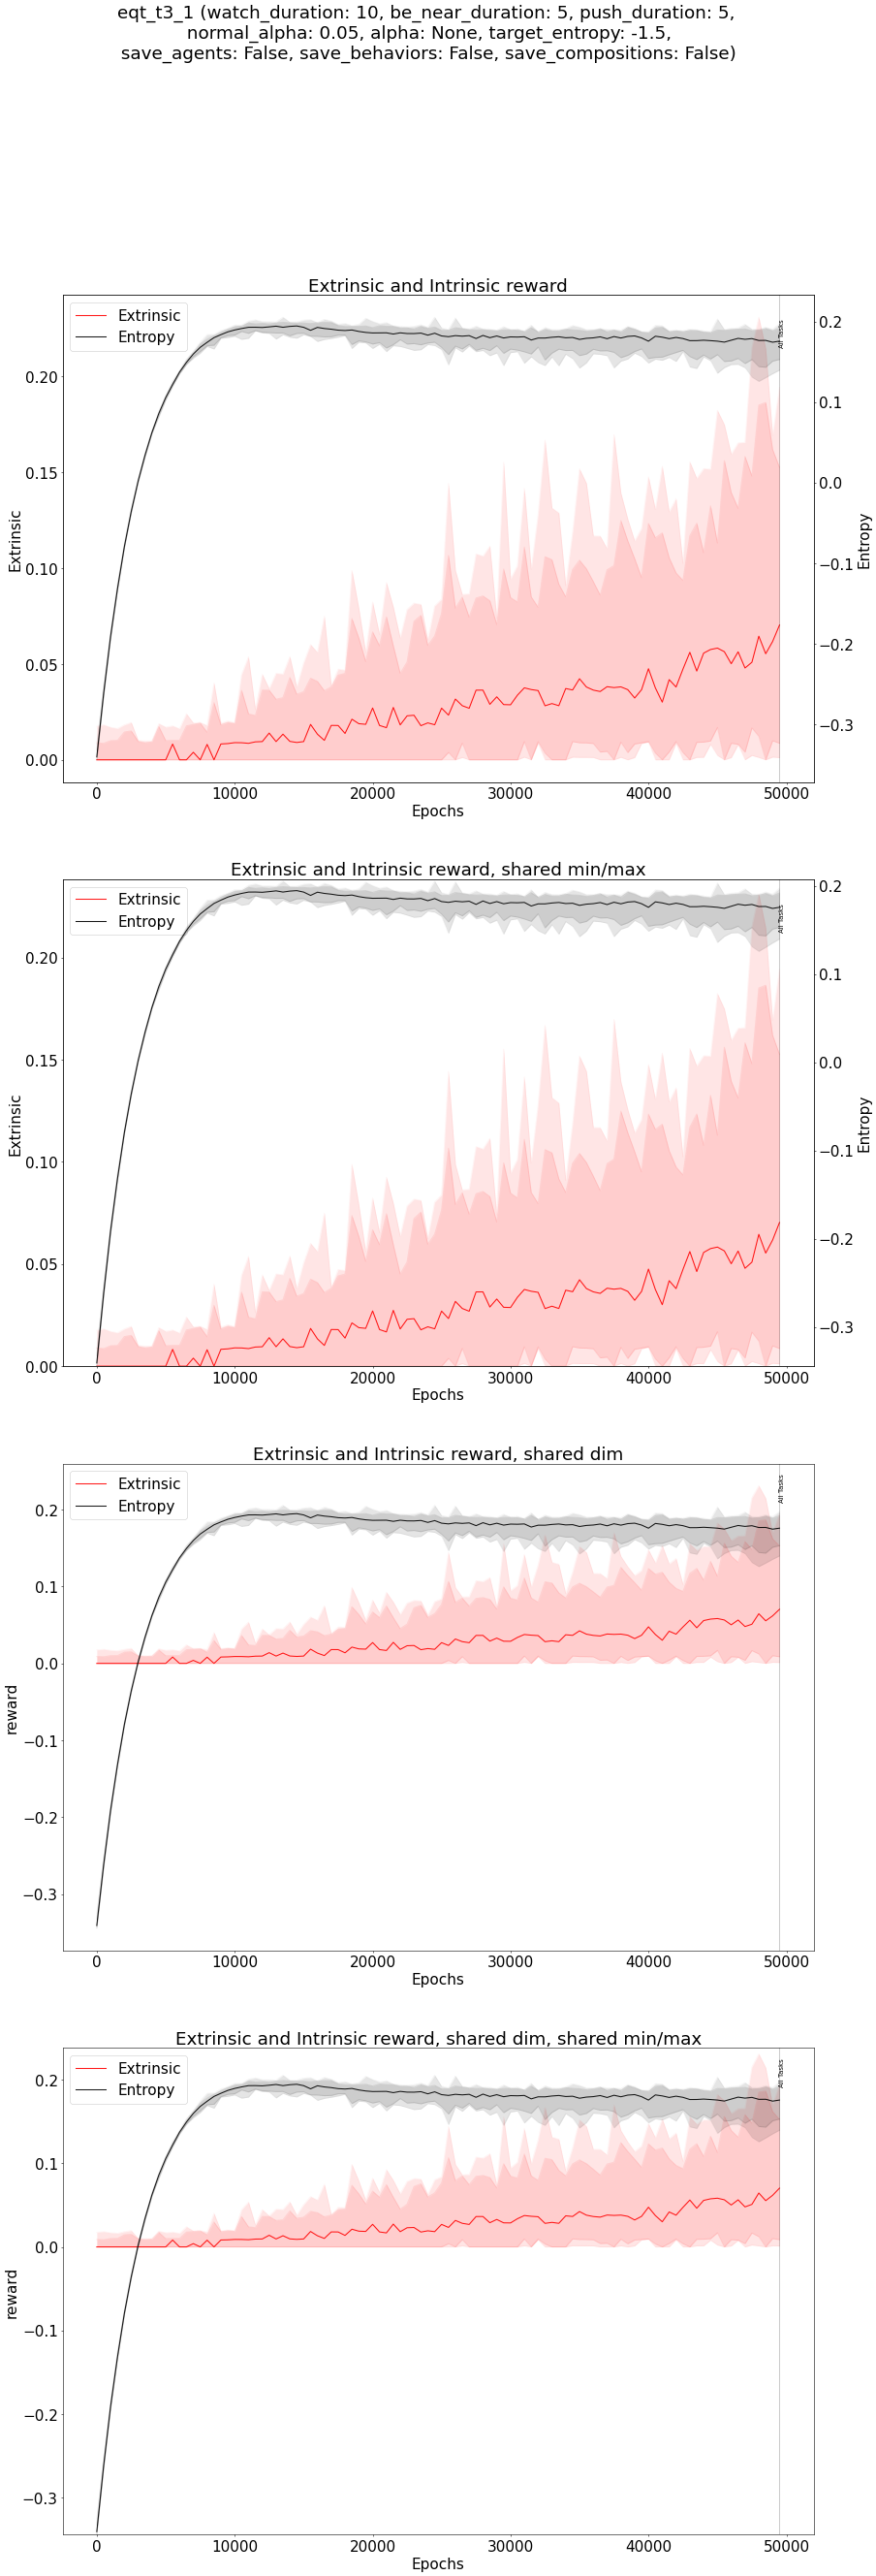 eqt_t3_1 (watch_duration: 10, be_near_duration: 5, push_duration: 5,
normal_alpha: 0.05, alpha: None, target_entropy: -1.5,
save_agents: False, save_behaviors: False, save_compositions: False)
Extrinsic and Intrinsic reward
Extrinsic
Entropy
All Tasks
0.20
0.15
0.10
0.05
0.00
Extrinsic
0.2
0.1
0.0
−0.1
−0.2
−0.3
Entropy
0 10000 20000 30000 40000 50000
Epochs
Extrinsic and Intrinsic reward, shared min/max
Extrinsic
Entropy
All Tasks
0.20
0.15
0.10
0.05
0.00
Extrinsic
0.2
0.1
0.0
−0.1
−0.2
−0.3
Entropy
0 10000 20000 30000 40000 50000
Epochs
Extrinsic and Intrinsic reward, shared dim
Extrinsic
Entropy
All Tasks
0.2
0.1
0.0
−0.1
−0.2
−0.3
reward
0 10000 20000 30000 40000 50000
Epochs
Extrinsic and Intrinsic reward, shared dim, shared min/max
Extrinsic
Entropy
All Tasks
0.2
0.1
0.0
−0.1
−0.2
−0.3
reward
0 10000 20000 30000 40000 50000
Epochs